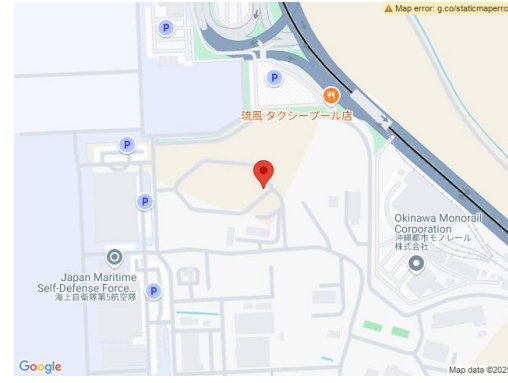 Map error: g.co/staticmaperro
P
P
琉風 タクシープール店
P
P
Okinawa Monorail
Corporation
沖縄都市モノレール
株式会社
Japan Maritime
Self-Defense Force...
海上自衛隊第5航空隊
P
Google
Map data ©2025